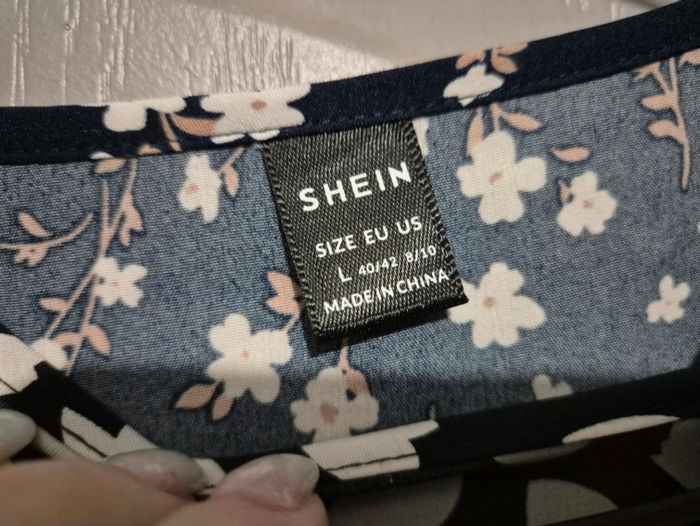 SHEIN
SIZE EU US
L 40/42 8/10
MADE IN CHINA